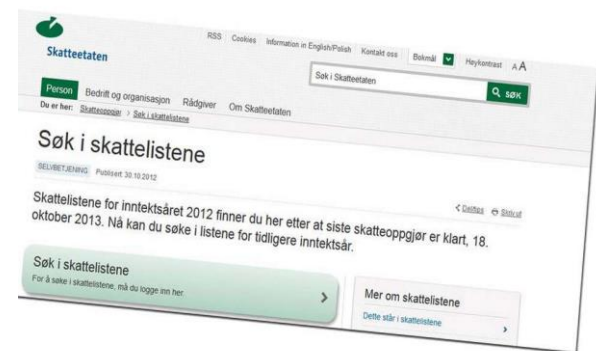 RSS Cookies Information in English/Polish Kontakt oss Bokmål Høykontrast A A
Skatteetaten
Søk i Skatteetaten SØK
Person Bedrift og organisasjon Rådgiver Om Skatteetaten
Du er her: Skatteoppgjør > Søk i skattelistene
Søk i skattelistene
SELVBETJENING Publisert 30.10.2012
Del/tips Skriv ut
Skattelistene for inntektsåret 2012 finner du her etter at siste skatteoppgjør er klart, 18.
oktober 2013. Nå kan du søke i listene for tidligere inntektsår.
Søk i skattelistene
For å søke i skattelistene, må du logge inn her.
Mer om skattelistene
Dette står i skattelistene